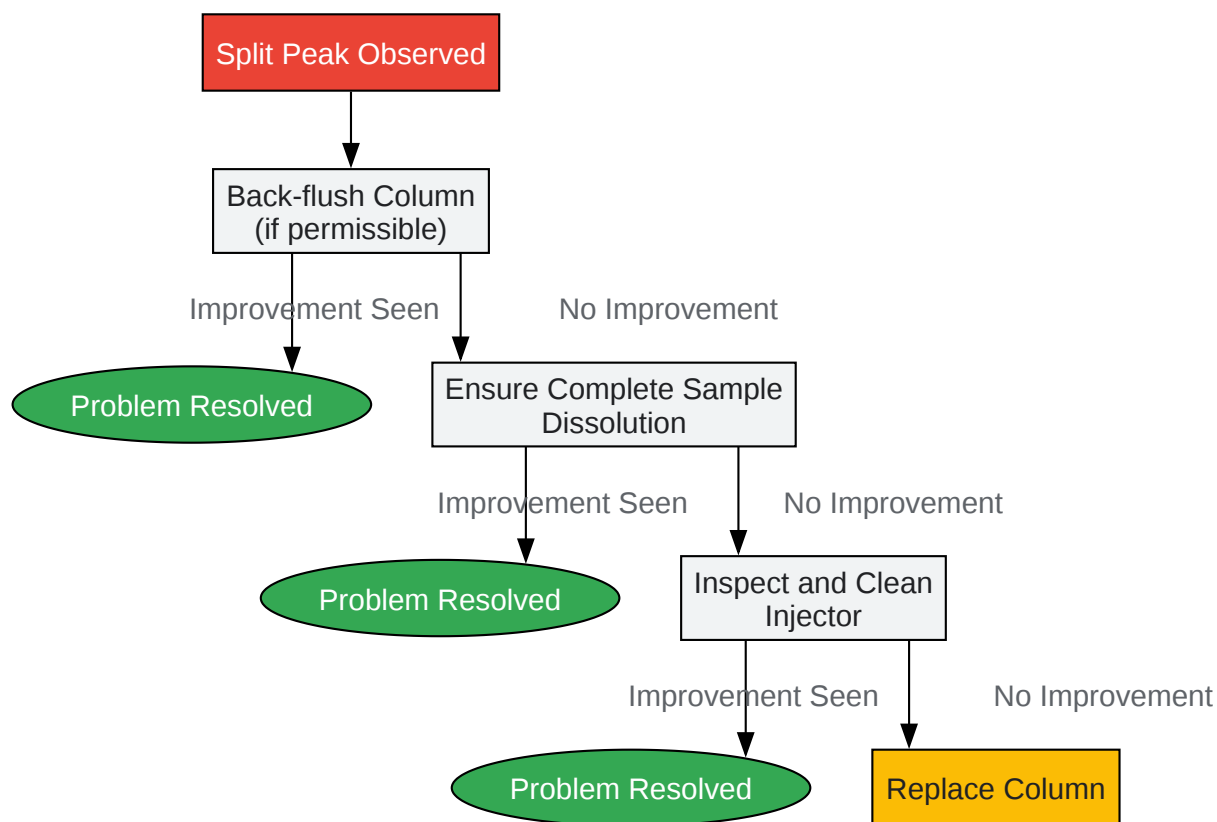 Split Peak Observed
Back-flush Column
(if permissible)
Improvement Seen
No Improvement
Problem Resolved
Ensure Complete Sample
Dissolution
Improvement Seen
No Improvement
Problem Resolved
Inspect and Clean
Injector
Improvement Seen
No Improvement
Problem Resolved
Replace Column